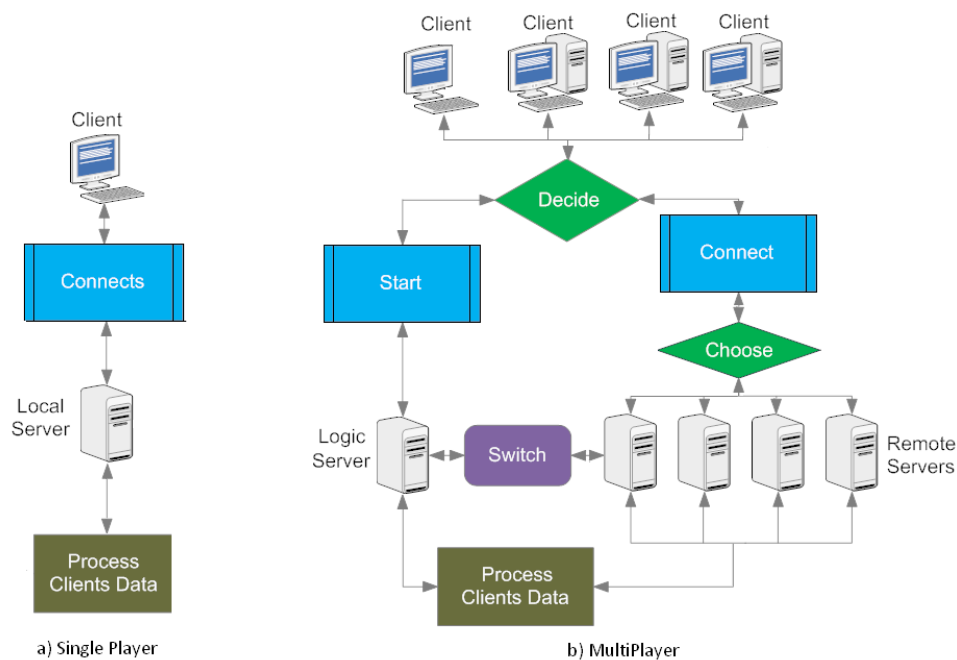 Client
Connects
Local
Server
Process
Clients Data
a) Single Player
Client
Client
Client
Client
Decide
Start
Connect
Choose
Logic
Server
Switch
Remote
Servers
Process
Clients Data
b) MultiPlayer